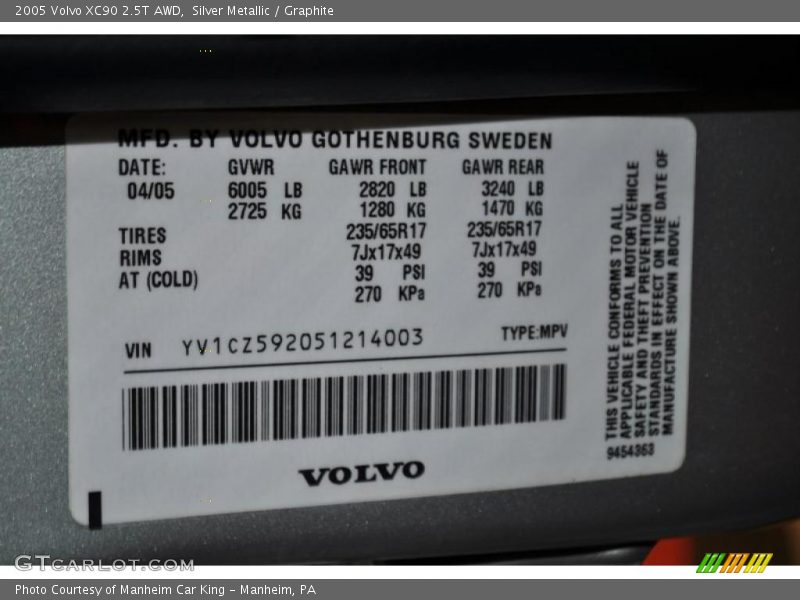 2005 Volvo XC90 2.5T AWD, Silver Metallic / Graphite
MFD. BY VOLVO GOTHENBURG SWEDEN
DATE: GVWR GAWR FRONT GAWR REAR
04/05 6005 LB 2820 LB 3240 LB
2725 KG 1280 KG 1470 KG
TIRES 235/65R17 235/65R17
RIMS 7Jx17x49 7Jx17x49
AT (COLD) 39 PSI 39 PSI
270 KPa 270 KPa
VIN YV1CZ592051214003 TYPE:MPV
VOLVO
THIS VEHICLE CONFORMS TO ALL
APPLICABLE FEDERAL MOTOR VEHICLE
SAFETY AND THEFT PREVENTION
STANDARDS IN EFFECT ON THE DATE OF
MANUFACTURE SHOWN ABOVE.
9454363
GTCarLot.com
Photo Courtesy of Manheim Car King - Manheim, PA